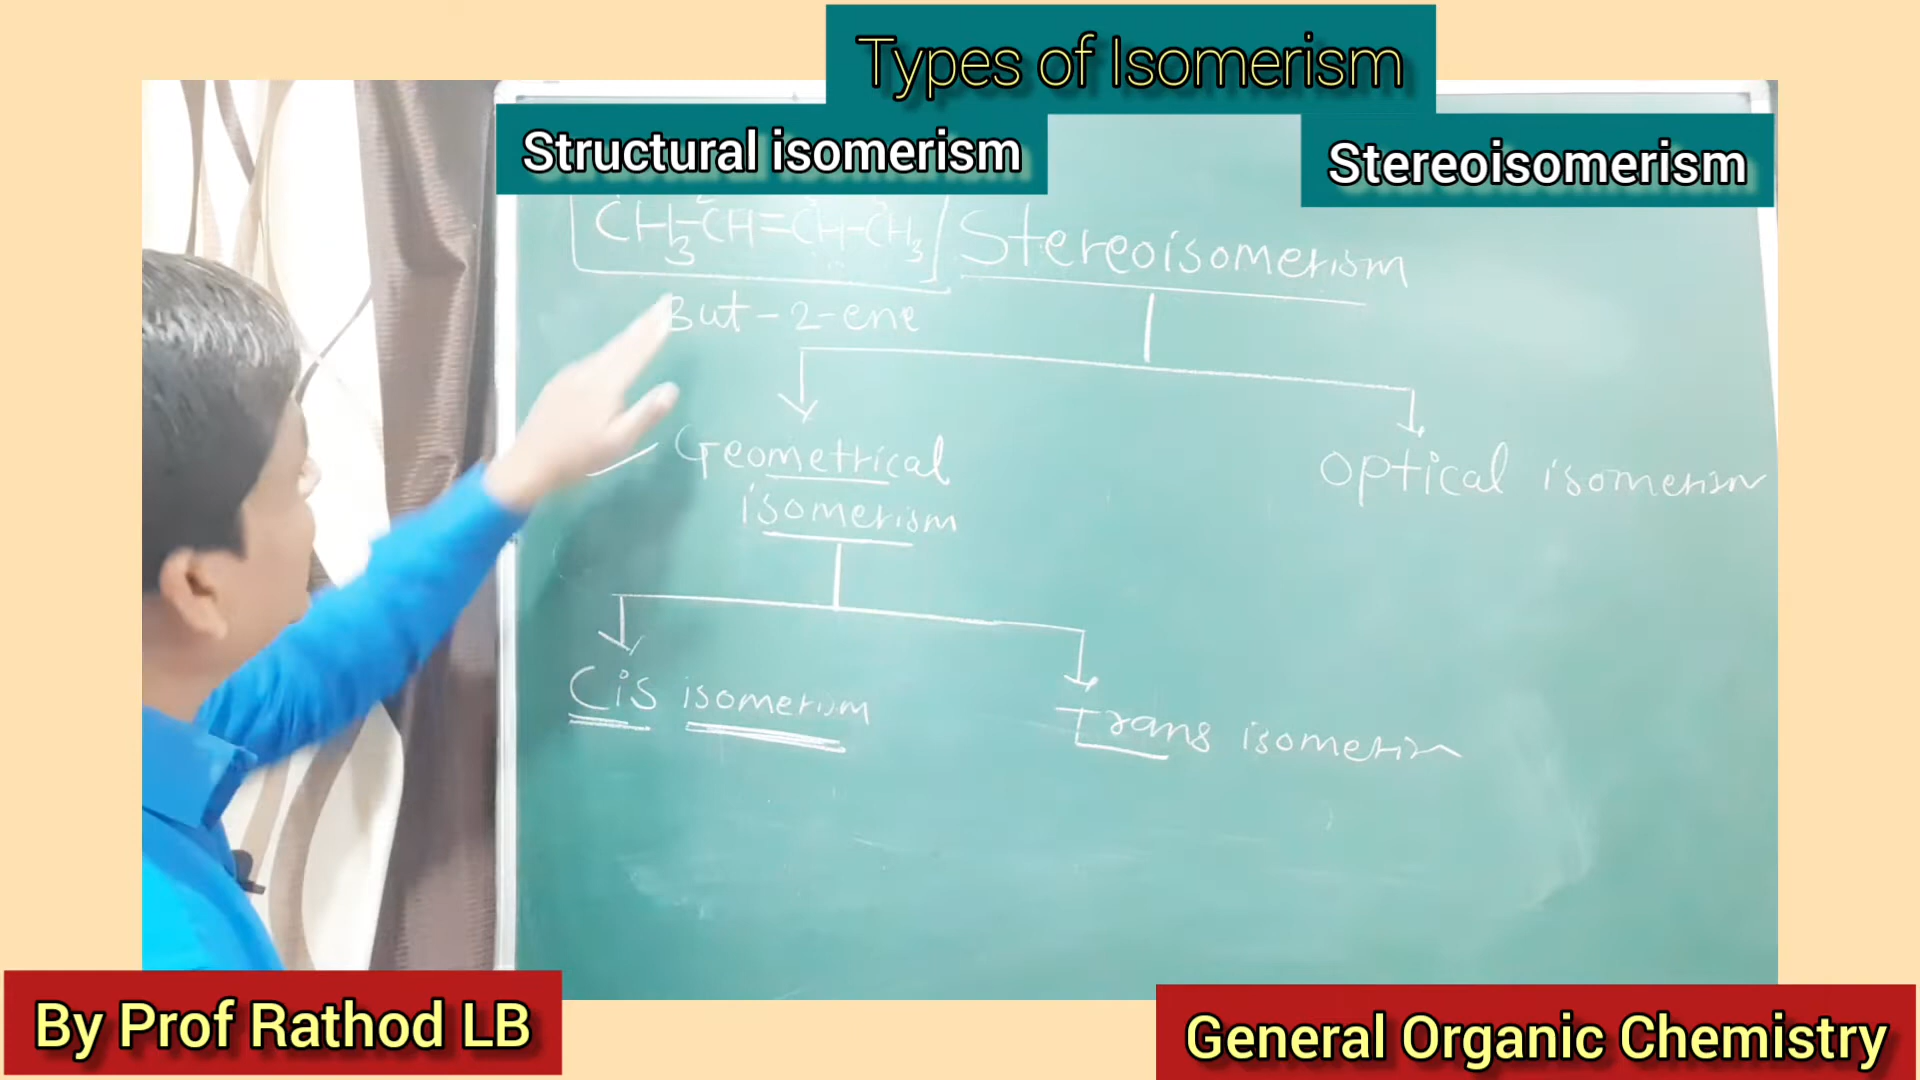 Types of Isomerism
Structural isomerism
Stereoisomerism
CH3-CH=CH-CH3
Stereoisomerism
But-2-ene
Geometrical
isomerism
Optical isomerism
Cis isomerism
Trans isomerism
By Prof Rathod LB
General Organic Chemistry